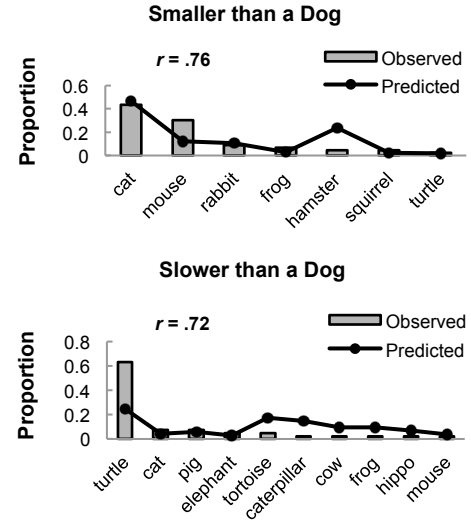 Smaller than a Dog
r = .76
Observed
Predicted
Proportion
0.6
0.4
0.2
0
cat
mouse
rabbit
frog
hamster
squirrel
turtle
Slower than a Dog
r = .72
Observed
Predicted
Proportion
0.8
0.6
0.4
0.2
0
turtle
cat
pig
elephant
tortoise
caterpillar
cow
frog
hippo
mouse